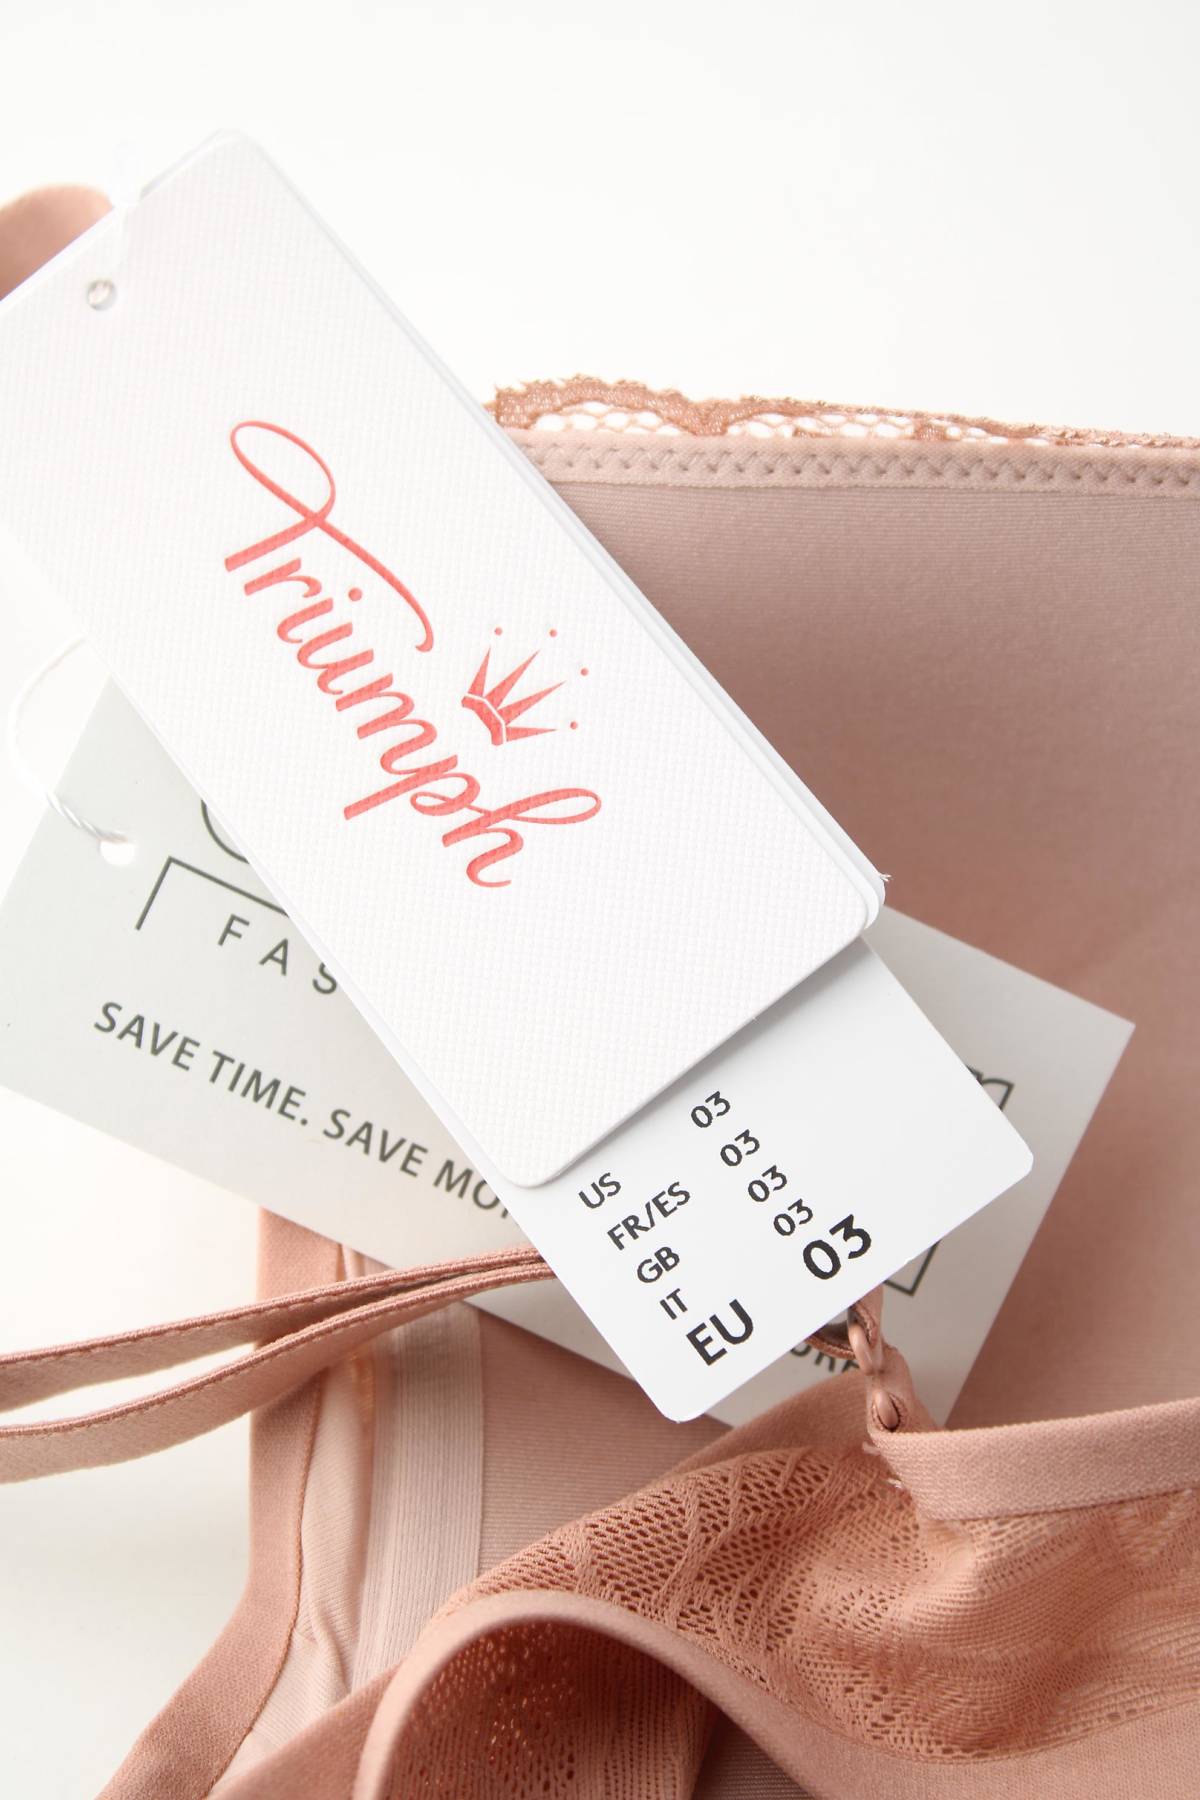 Triumph
FAS
SAVE TIME. SAVE MO
US 03
FR/ES 03
GB 03
IT 03
EU 03